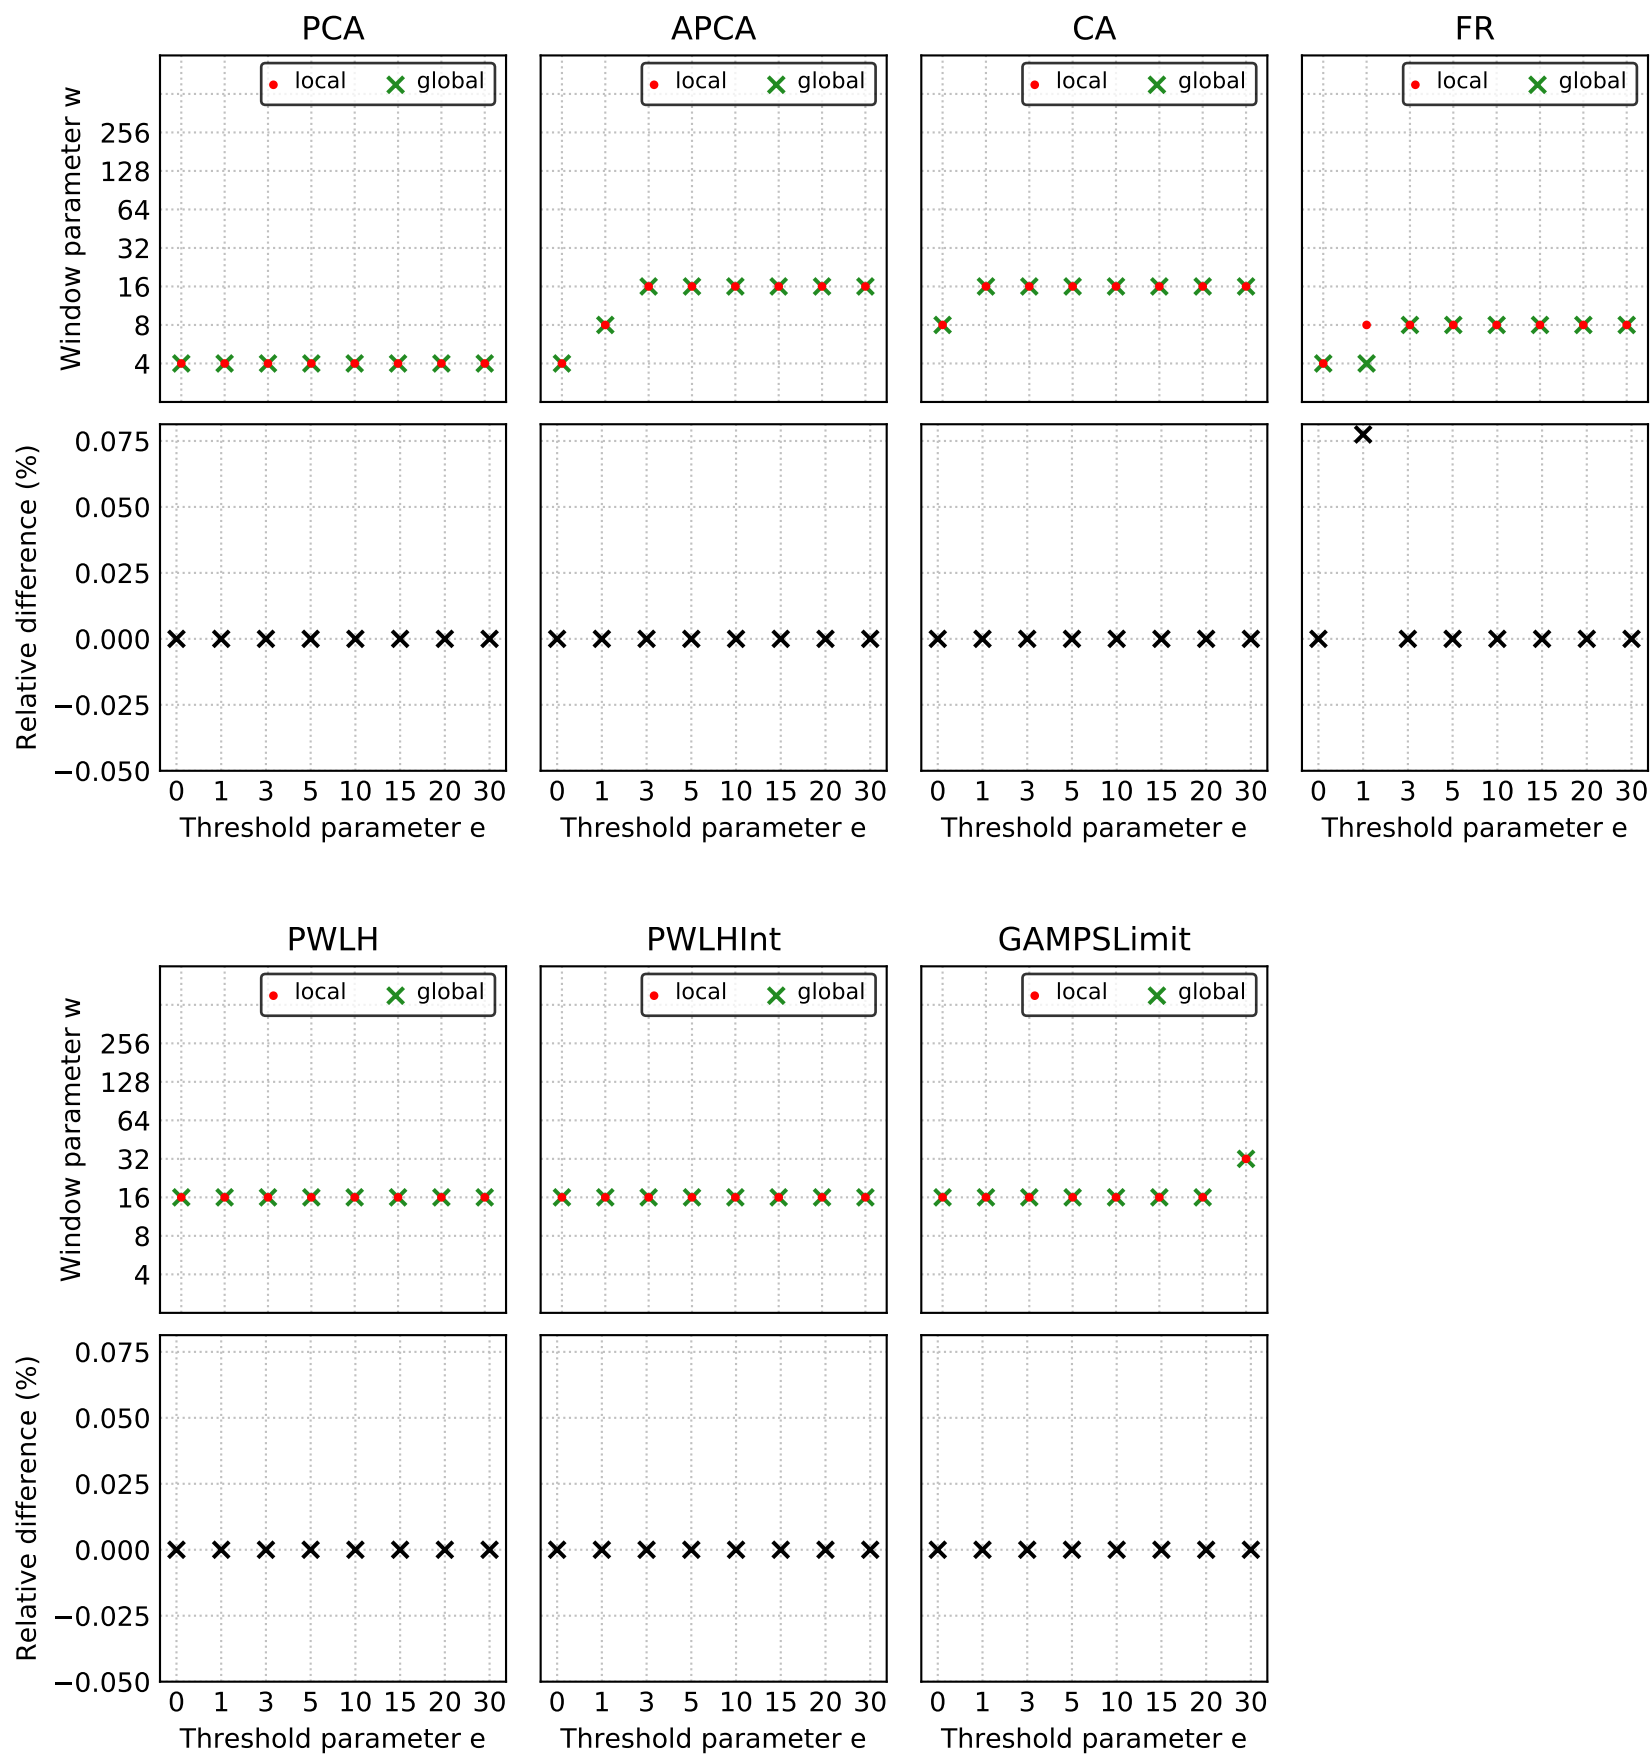 PCA APCA CA FR
local global local global local global local global
Window parameter w
256
128
64
32
16
8
4
Relative difference (%)
0.075
0.050
0.025
0.000
−0.025
−0.050
0 1 3 5 10 15 20 30 0 1 3 5 10 15 20 30 0 1 3 5 10 15 20 30 0 1 3 5 10 15 20 30
Threshold parameter e Threshold parameter e Threshold parameter e Threshold parameter e
PWLH PWLHInt GAMPSLimit
local global local global local global
Window parameter w
256
128
64
32
16
8
4
Relative difference (%)
0.075
0.050
0.025
0.000
−0.025
−0.050
0 1 3 5 10 15 20 30 0 1 3 5 10 15 20 30 0 1 3 5 10 15 20 30
Threshold parameter e Threshold parameter e Threshold parameter e